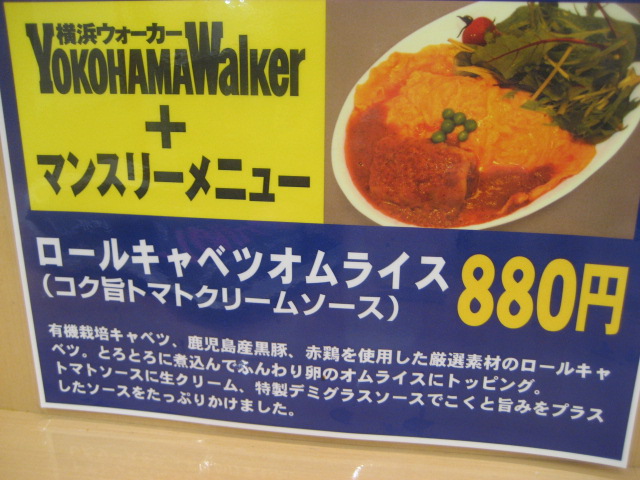 横浜ウォーカー
YOKOHAMAWalker
+
マンスリーメニュー
ロールキャベツオムライス
(コク旨トマトクリームソース)
880円
有機栽培キャベツ、鹿児島産黒豚、赤鶏を使用した厳選素材のロールキャ
ベツ。とろとろに煮込んでふんわり卵のオムライスにトッピング。
トマトソースに生クリーム、特製デミグラスソースでこくと旨みをプラス
したソースをたっぷりかけました。